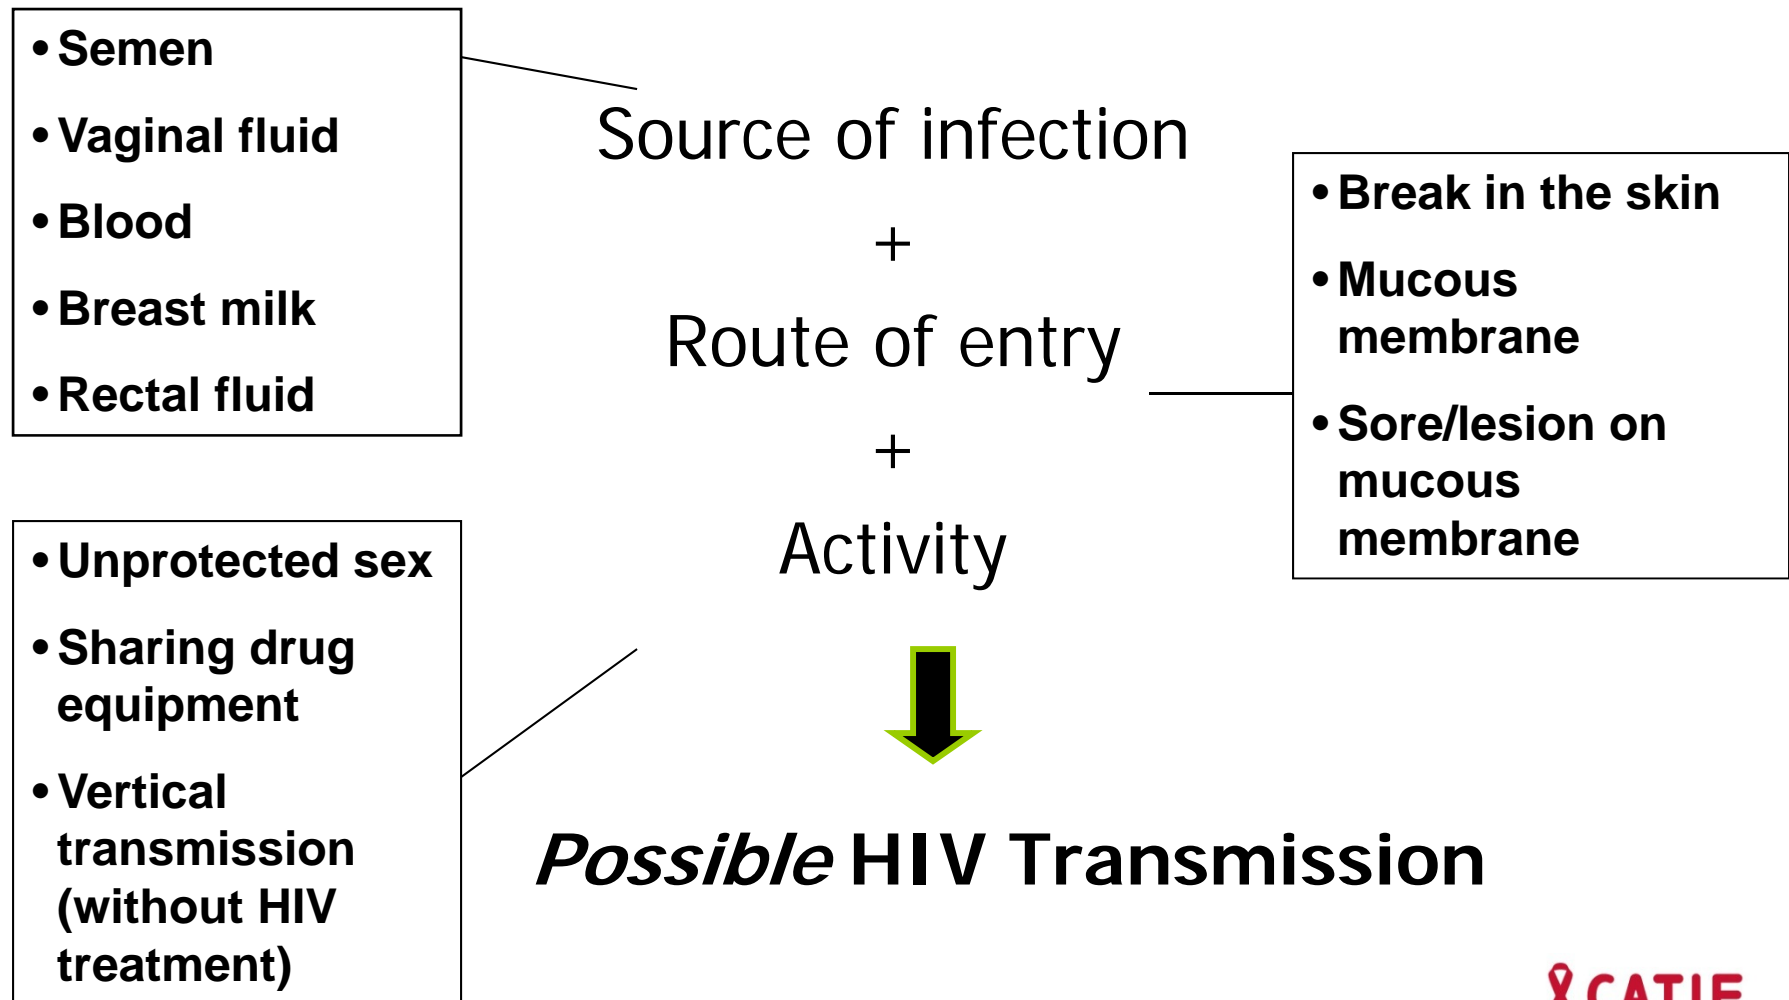 • Semen
• Vaginal fluid
• Blood
• Breast milk
• Rectal fluid
Source of infection
+
Route of entry
+
Activity
• Break in the skin
• Mucous
membrane
• Sore/lesion on
mucous
membrane
• Unprotected sex
• Sharing drug
equipment
• Vertical
transmission
(without HIV
treatment)
Possible HIV Transmission
CATIE